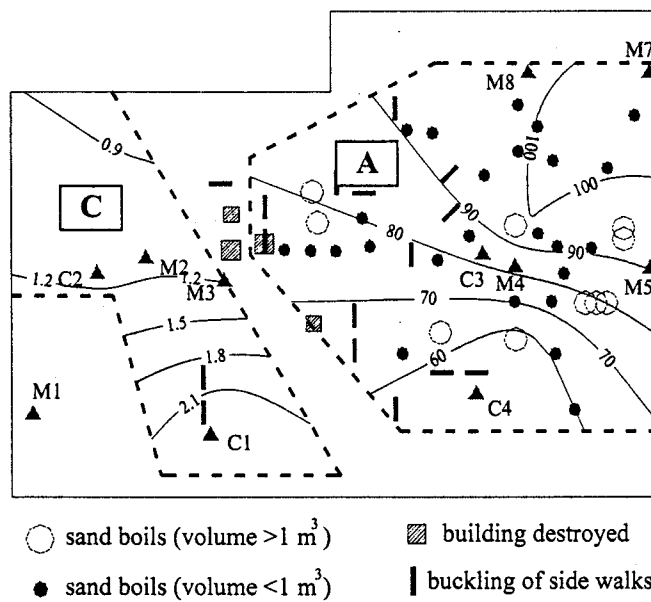 M7
M8
0.9
A
100
100
C
90
80
M2
C3
90
C2
1.2
1.2
M3
M4
M5
70
1.5
1.8
60
70
M1
2.1
C4
C1
sand boils (volume >1 m³)
building destroyed
sand boils (volume <1 m³)
buckling of side walks